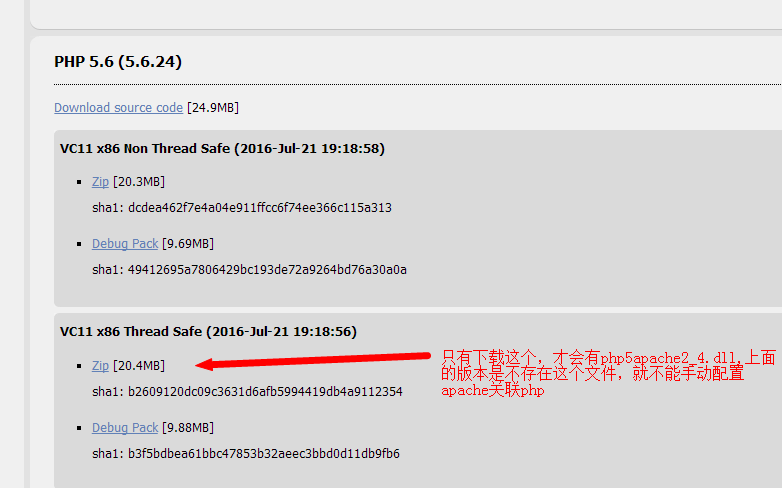 PHP 5.6 (5.6.24)
Download source code [24.9MB]
VC11 x86 Non Thread Safe (2016-Jul-21 19:18:58)
Zip [20.3MB]
sha1: dcdea462f7e4a04e911ffcc6f74ee366c115a313
Debug Pack [9.69MB]
sha1: 49412695a7806429bc193de72a9264bd76a30a0a
VC11 x86 Thread Safe (2016-Jul-21 19:18:56)
Zip [20.4MB]
sha1: b2609120dc09c3631d6afb5994419db4a9112354
只有下载这个，才会有php5apache2_4.dll,上面
的版本是不存在这个文件，就不能手动配置
apache关联php
Debug Pack [9.88MB]
sha1: b3f5bdbea61bbc47853b32aeec3bbd0d11db9fb6